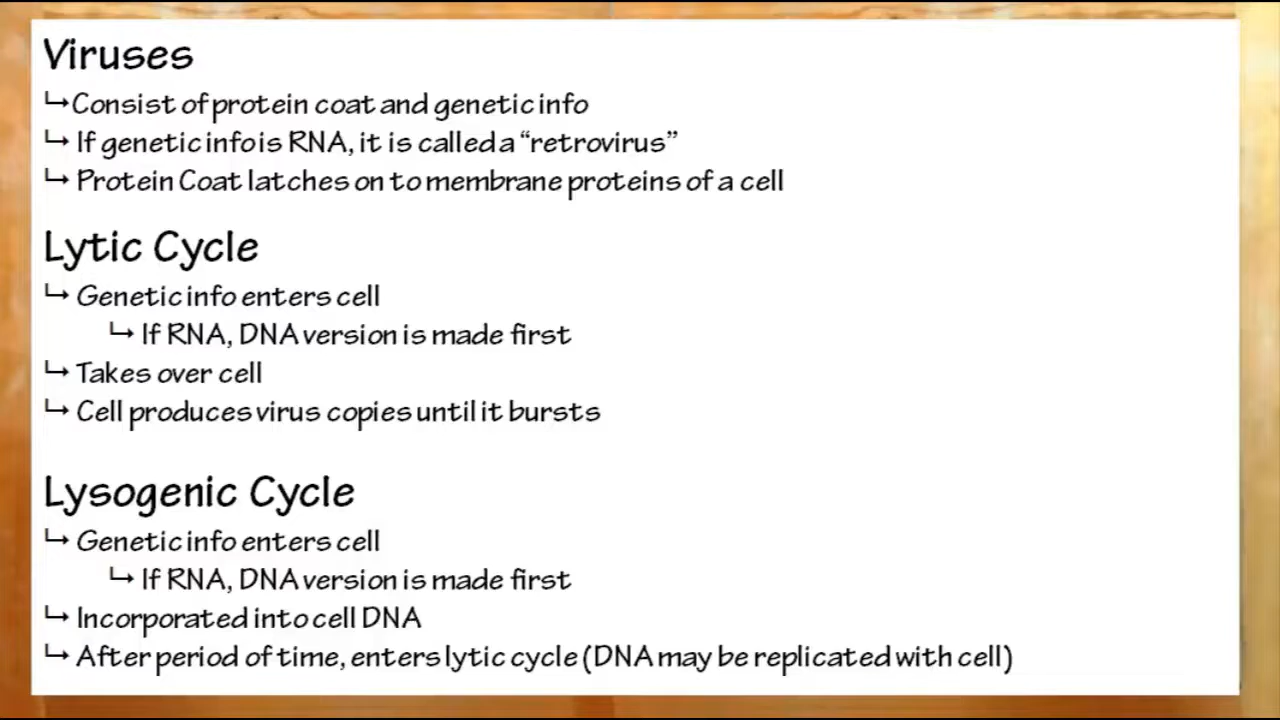 Viruses
↳Consist of protein coat and genetic info
↳ If genetic info is RNA, it is called a “retrovirus”
↳ Protein Coat latches on to membrane proteins of a cell
Lytic Cycle
↳ Genetic info enters cell
↳ If RNA, DNA version is made first
↳ Takes over cell
↳ Cell produces virus copies until it bursts
Lysogenic Cycle
↳ Genetic info enters cell
↳ If RNA, DNA version is made first
↳ Incorporated into cell DNA
↳ After period of time, enters lytic cycle (DNA may be replicated with cell)